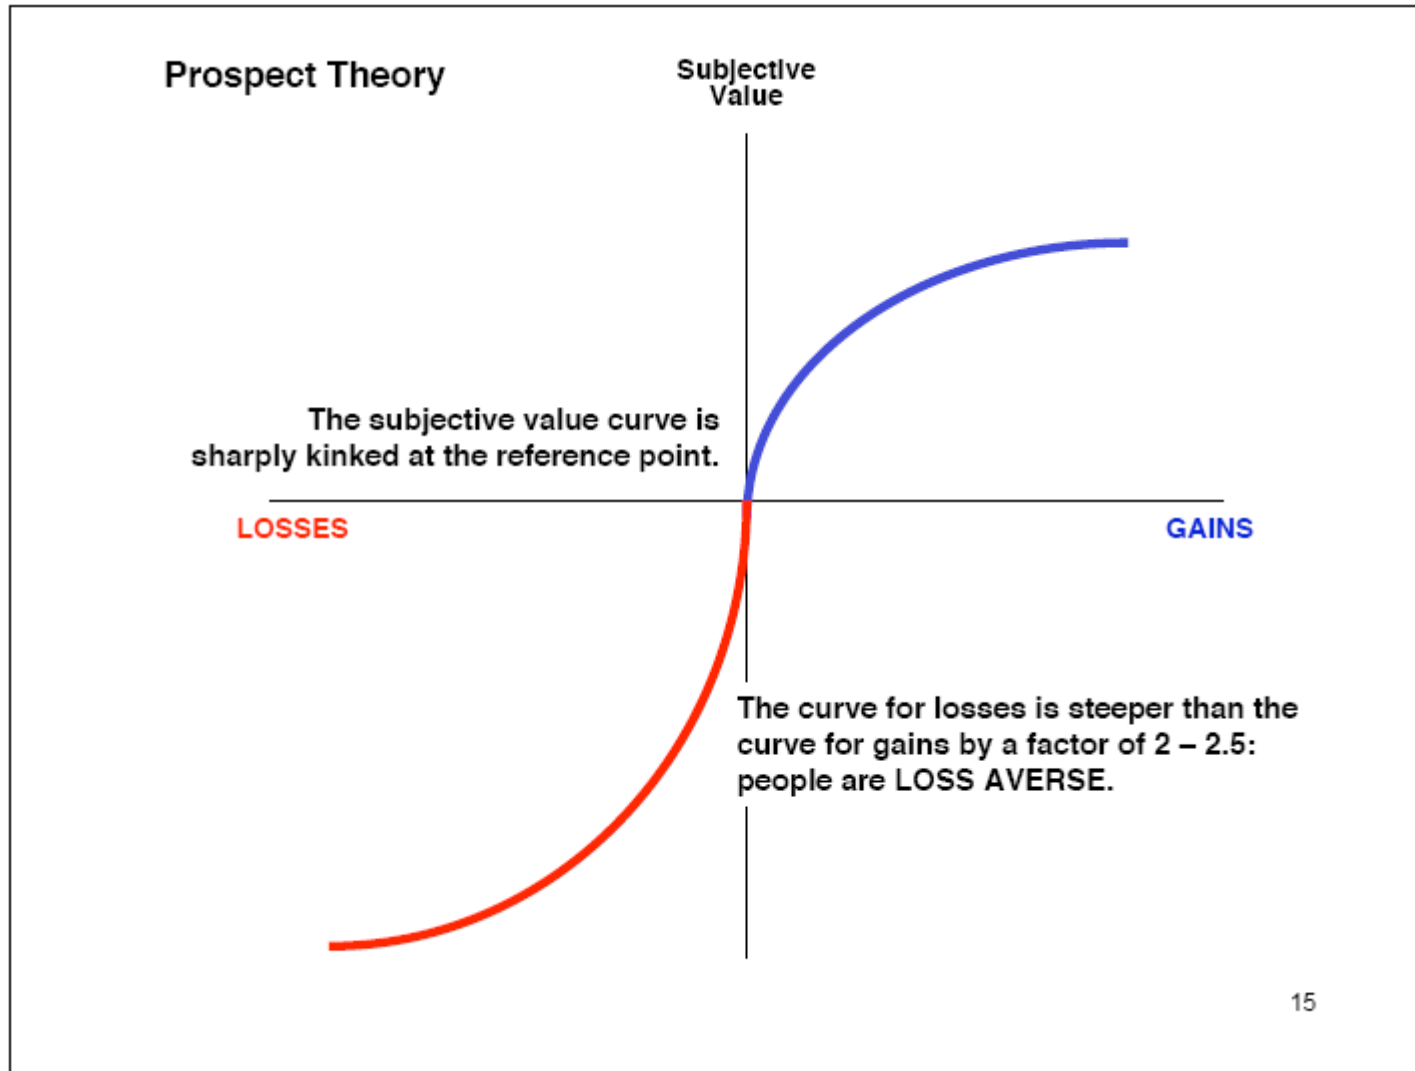 Prospect Theory
Subjective
Value
The subjective value curve is
sharply kinked at the reference point.
LOSSES
GAINS
The curve for losses is steeper than the
curve for gains by a factor of 2 – 2.5:
people are LOSS AVERSE.
15